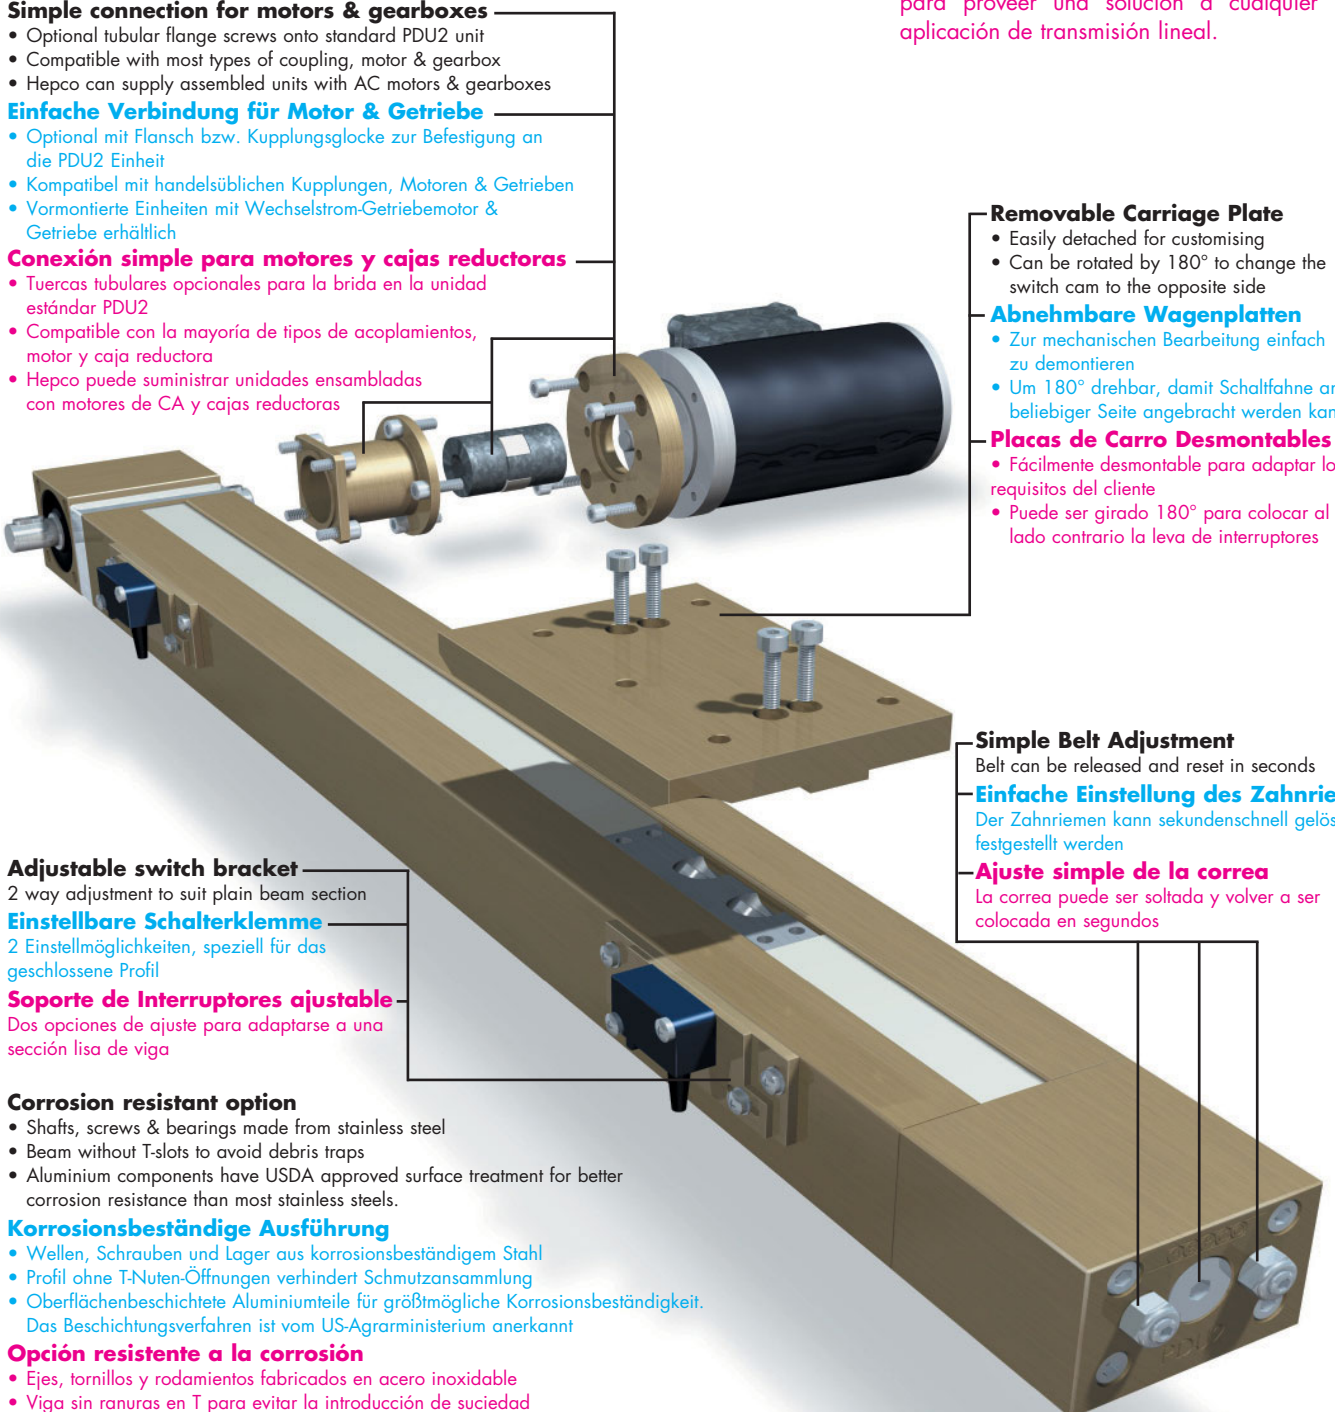 para proveer una solución a cualquier
aplicación de transmisión lineal.
Simple connection for motors & gearboxes
• Optional tubular flange screws onto standard PDU2 unit
• Compatible with most types of coupling, motor & gearbox
• Hepco can supply assembled units with AC motors & gearboxes
Einfache Verbindung für Motor & Getriebe
• Optional mit Flansch bzw. Kupplungsglocke zur Befestigung an
die PDU2 Einheit
• Kompatibel mit handelsüblichen Kupplungen, Motoren & Getrieben
• Vormontierte Einheiten mit Wechselstrom-Getriebemotor &
Getriebe erhältlich
Conexión simple para motores y cajas reductoras
• Tuercas tubulares opcionales para la brida en la unidad
estándar PDU2
• Compatible con la mayoría de tipos de acoplamientos,
motor y caja reductora
• Hepco puede suministrar unidades ensambladas
con motores de CA y cajas reductoras
Removable Carriage Plate
• Easily detached for customising
• Can be rotated by 180° to change the
switch cam to the opposite side
Abnehmbare Wagenplatten
• Zur mechanischen Bearbeitung einfach
zu demontieren
• Um 180° drehbar, damit Schaltfahne an
beliebiger Seite angebracht werden kan
Placas de Carro Desmontables
• Fácilmente desmontable para adaptar lo
requisitos del cliente
• Puede ser girado 180° para colocar al
lado contrario la leva de interruptores
Simple Belt Adjustment
Belt can be released and reset in seconds
Einfache Einstellung des Zahnrie
Der Zahnriemen kann sekundenschnell gelös
festgestellt werden
Ajuste simple de la correa
La correa puede ser soltada y volver a ser
colocada en segundos
Adjustable switch bracket
2 way adjustment to suit plain beam section
Einstellbare Schalterklemme
2 Einstellmöglichkeiten, speziell für das
geschlossene Profil
Soporte de Interruptores ajustable
Dos opciones de ajuste para adaptarse a una
sección lisa de viga
Corrosion resistant option
• Shafts, screws & bearings made from stainless steel
• Beam without T-slots to avoid debris traps
• Aluminium components have USDA approved surface treatment for better
corrosion resistance than most stainless steels.
Korrosionsbeständige Ausführung
• Wellen, Schrauben und Lager aus korrosionsbeständigem Stahl
• Profil ohne T-Nuten-Öffnungen verhindert Schmutzansammlung
• Oberflächenbeschichtete Aluminiumteile für größtmögliche Korrosionsbeständigkeit.
Das Beschichtungsverfahren ist vom US-Agrarministerium anerkannt
Opción resistente a la corrosión
• Ejes, tornillos y rodamientos fabricados en acero inoxidable
• Viga sin ranuras en T para evitar la introducción de suciedad
PDU2